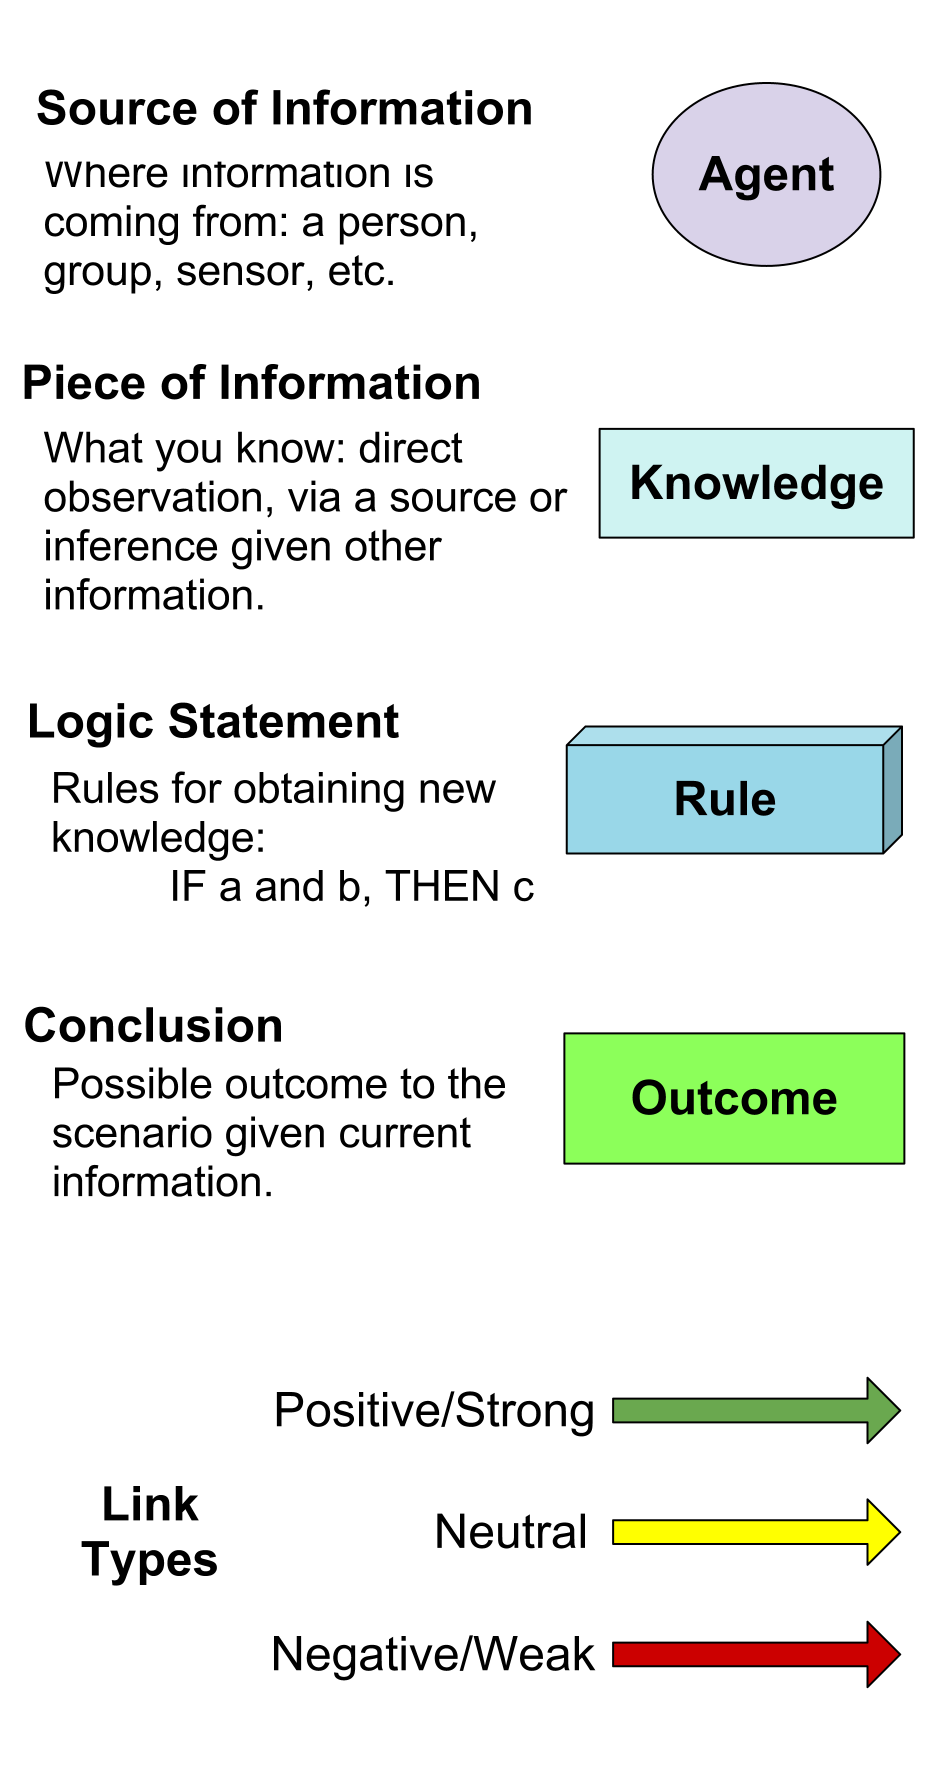 Source of Information
Where information is
coming from: a person,
group, sensor, etc.
Agent
Piece of Information
What you know: direct
observation, via a source or
inference given other
information.
Knowledge
Logic Statement
Rules for obtaining new
knowledge:
IF a and b, THEN c
Rule
Conclusion
Possible outcome to the
scenario given current
information.
Outcome
Link
Types
Positive/Strong
Neutral
Negative/Weak